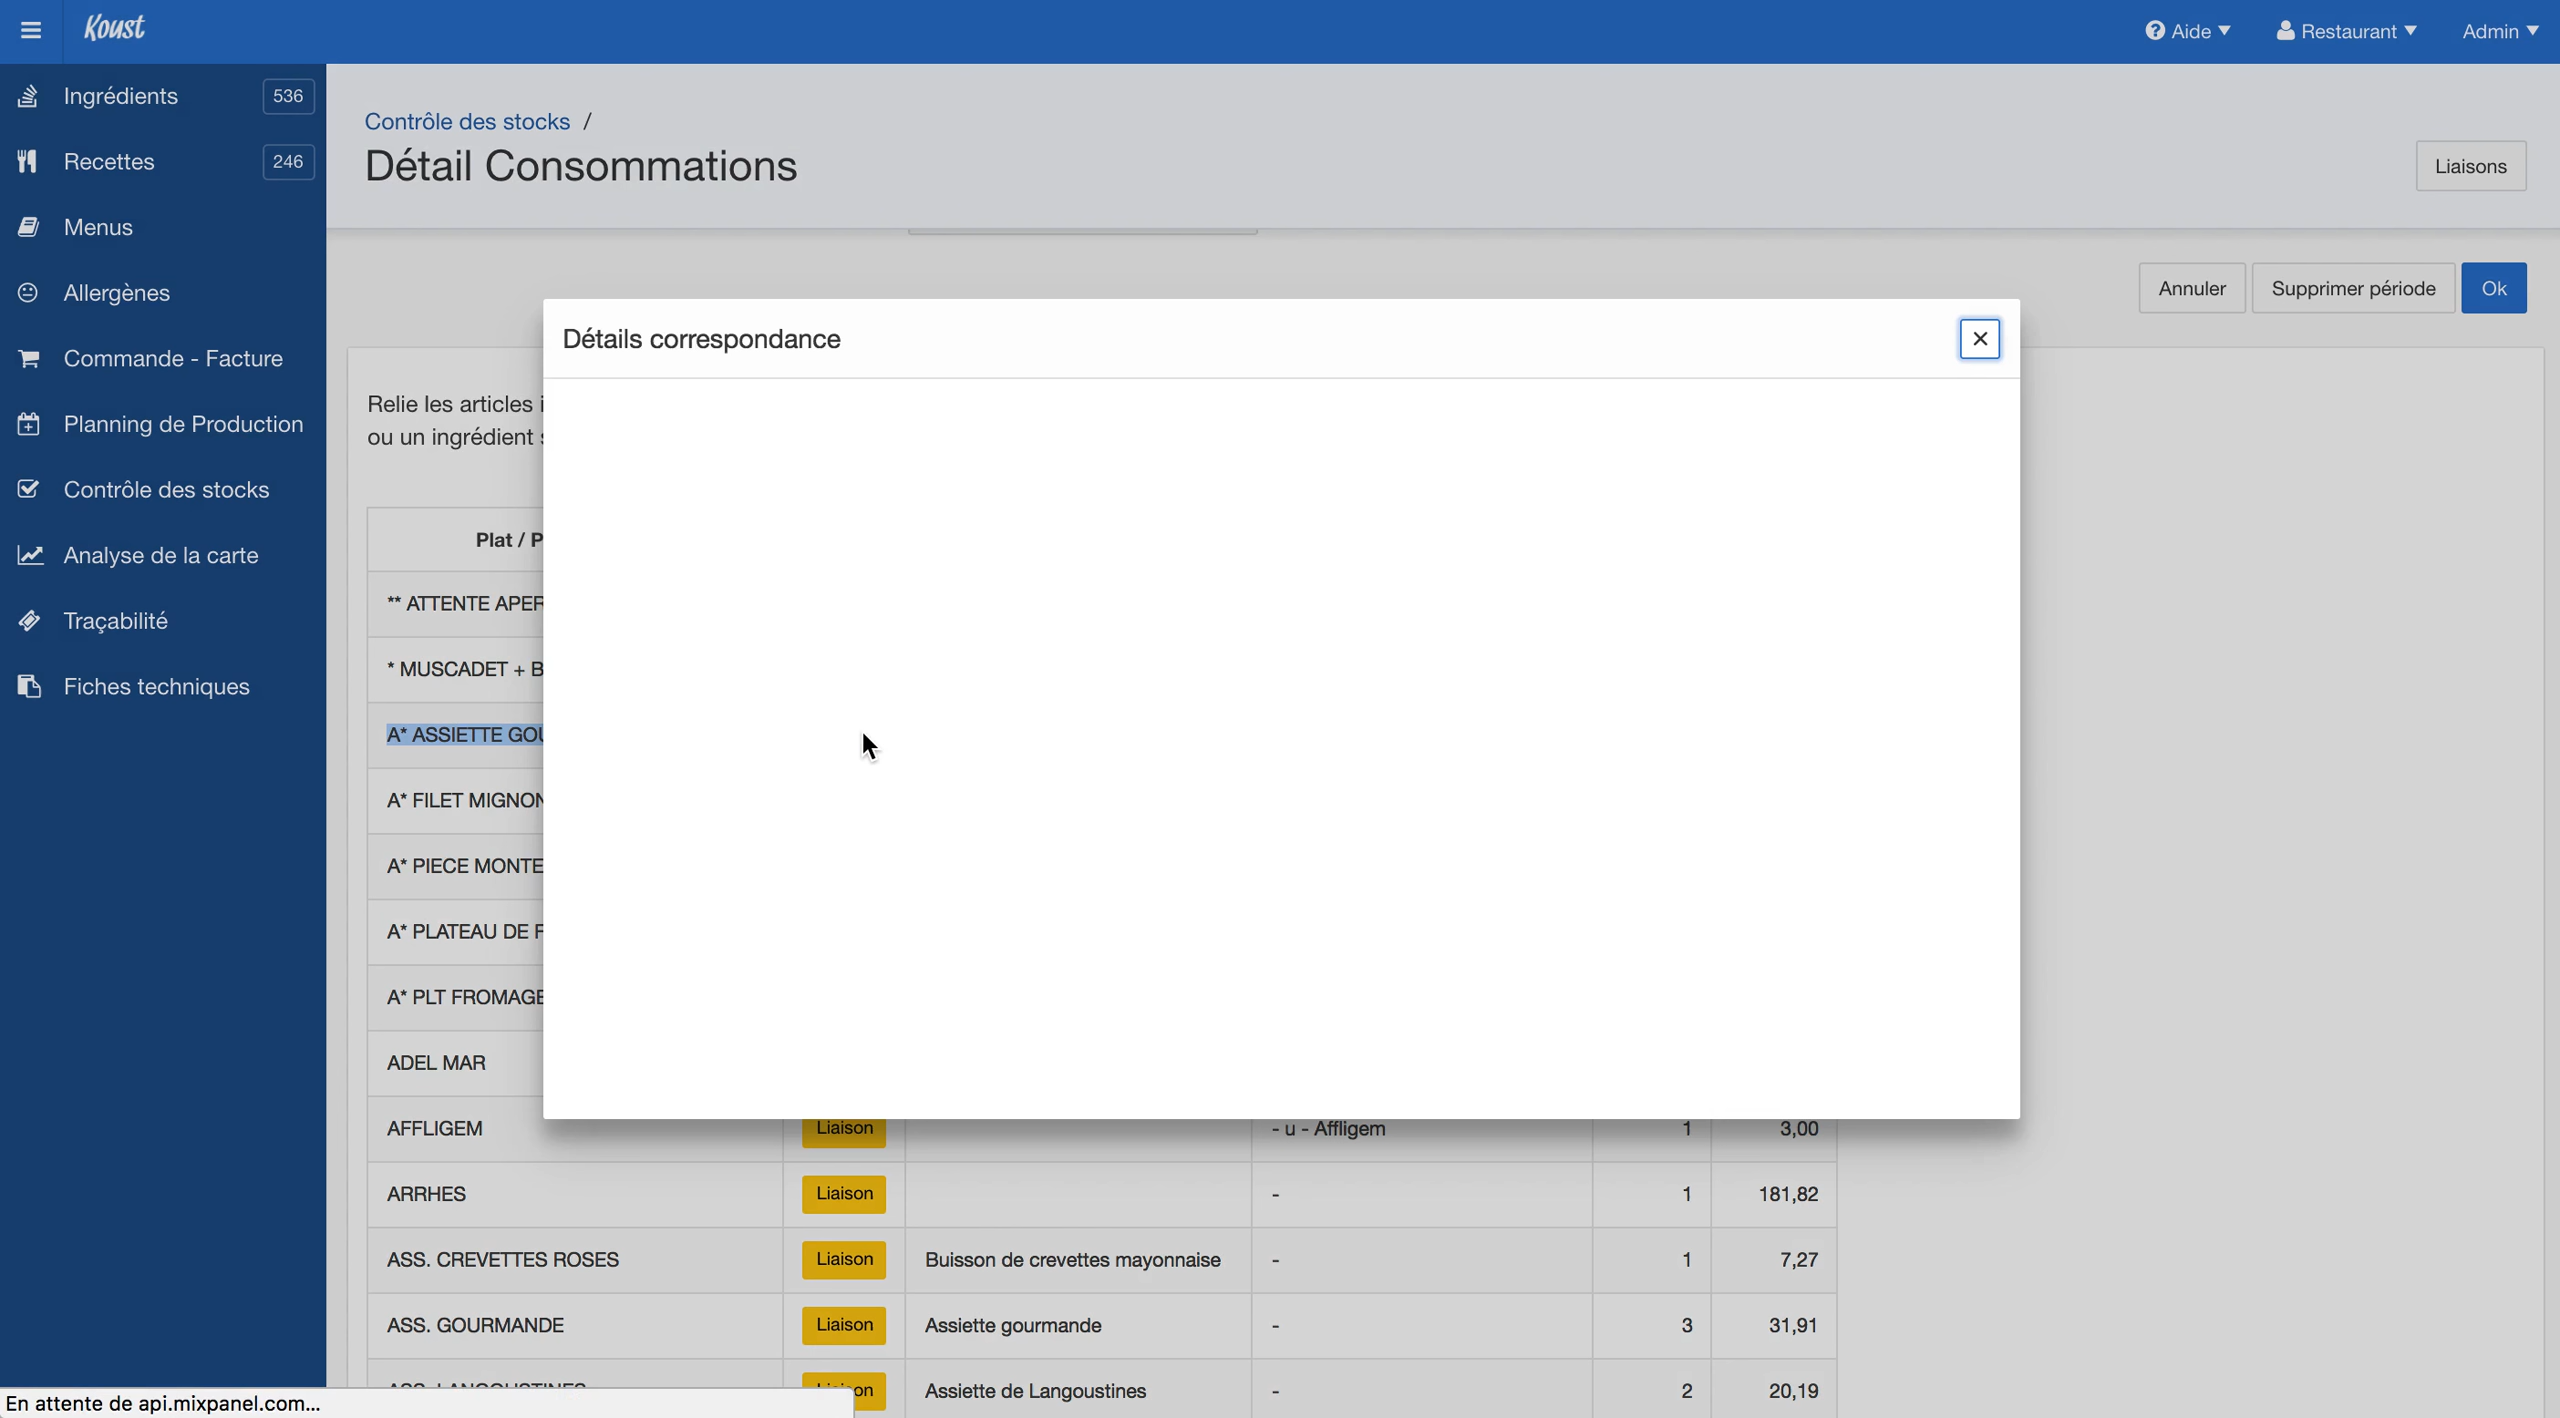 Koust
Aide
Restaurant
Admin
Ingrédients 536
Recettes 246
Menus
Allergènes
Commande - Facture
Planning de Production
Contrôle des stocks
Analyse de la carte
Traçabilité
Fiches techniques
Contrôle des stocks /
Détail Consommations
Liaisons
Annuler
Supprimer période
Ok
Détails correspondance
Relie les articles
ou un ingrédient
Plat / P
** ATTENTE APER
* MUSCADET + B
A* ASSIETTE GOU
A* FILET MIGNON
A* PIECE MONTE
A* PLATEAU DE F
A* PLT FROMAGE
ADEL MAR
AFFLIGEM Liaison - u - Affligem 1 3,00
ARRHES Liaison - 1 181,82
ASS. CREVETTES ROSES Liaison Buisson de crevettes mayonnaise - 1 7,27
ASS. GOURMANDE Liaison Assiette gourmande - 3 31,91
Assiette de Langoustines - 2 20,19
En attente de api.mixpanel.com...